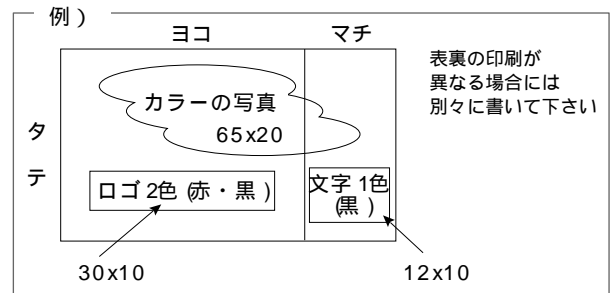 例）
ヨコ
マチ
表裏の印刷が
異なる場合には
別々に書いて下さい
カラーの写真
65x20
タ
テ
ロゴ 2色 (赤・黒 )
文字 1色
(黒 )
30x10
12x10